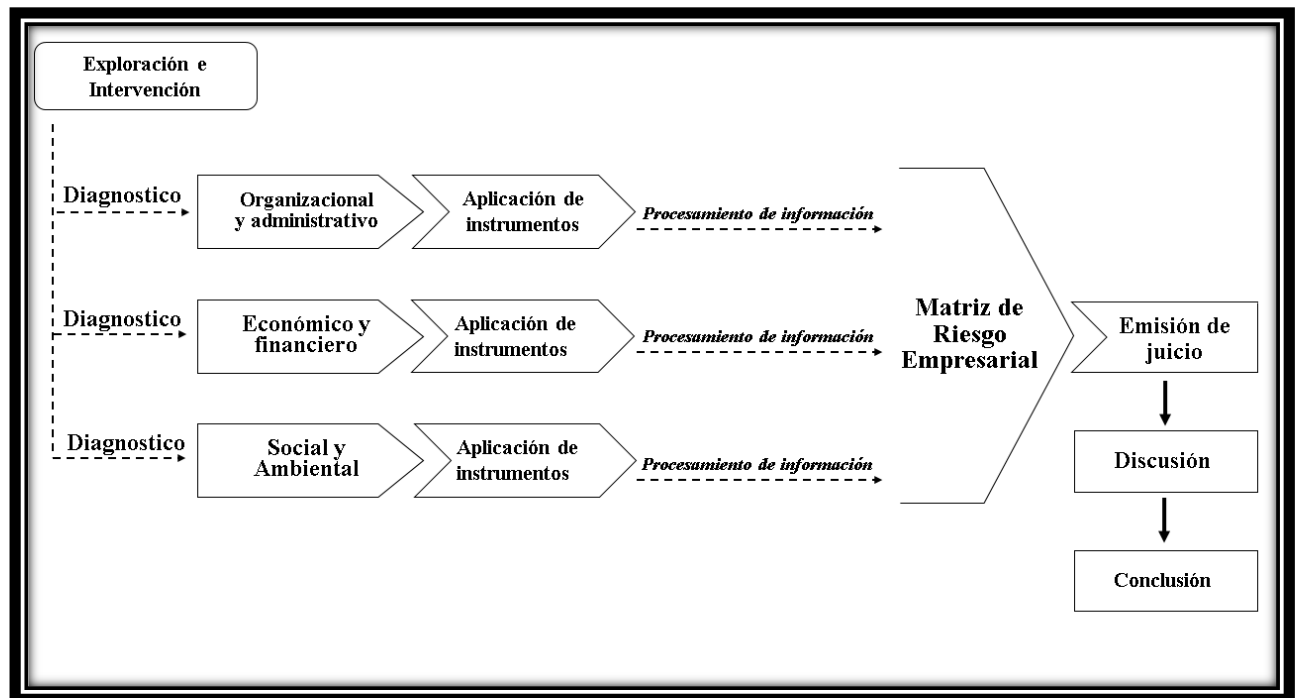 Exploración e
Intervención
Diagnostico
Organizacional
y administrativo
Aplicación de
instrumentos
Procesamiento de información
Diagnostico
Económico y
financiero
Aplicación de
instrumentos
Procesamiento de información
Diagnostico
Social y
Ambiental
Aplicación de
instrumentos
Procesamiento de información
Matriz de
Riesgo
Empresarial
Emisión de
juicio
Discusión
Conclusión